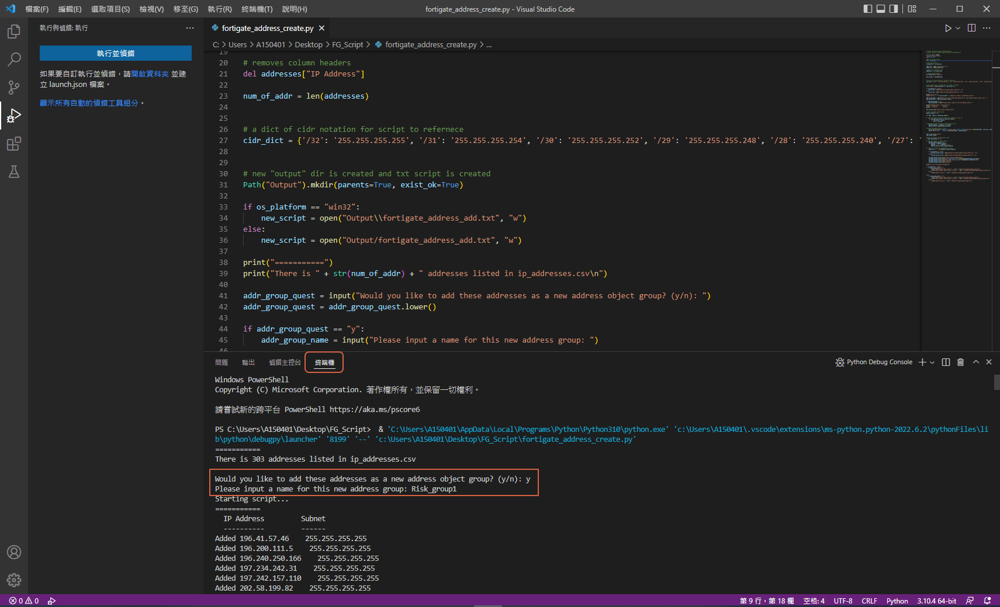 檔案(F) 編輯(E) 選取項目(S) 檢視(V) 移至(G) 執行(R) 終端機(T) 說明(H)
fortigate_address_create.py - Visual Studio Code
執行與偵錯: 執行
執行並偵錯
如果要自訂執行並偵錯，請開啟資料夾 並建
立 launch.json 檔案。
顯示所有自動的偵錯工具組分。
fortigate_address_create.py
C: > Users > A150401 > Desktop > FG_Script > fortigate_address_create.py > ...
19
20 # removes column headers
21 del addresses["IP Address"]
22
23 num_of_addr = len(addresses)
24
25
26 # a dict of cidr notation for script to refernece
27 cidr_dict = {'/32': '255.255.255.255', '/31': '255.255.255.254', '/30': '255.255.255.252', '/29': '255.255.255.248', '/28': '255.255.255.240', '/27': '
28
29
30 # new "output" dir is created and txt script is created
31 Path("Output").mkdir(parents=True, exist_ok=True)
32
33 if os_platform == "win32":
34 new_script = open("Output\\fortigate_address_add.txt", "w")
35 else:
36 new_script = open("Output/fortigate_address_add.txt", "w")
37
38 print("===========")
39 print("There is " + str(num_of_addr) + " addresses listed in ip_addresses.csv\n")
40
41 addr_group_quest = input("Would you like to add these addresses as a new address object group? (y/n): ")
42 addr_group_quest = addr_group_quest.lower()
43
44 if addr_group_quest == "y":
45 addr_group_name = input("Please input a name for this new address group: ")
46
問題 輸出 偵錯主控台 終端機
Python Debug Console
Windows PowerShell
Copyright (C) Microsoft Corporation. 著作權所有，並保留一切權利。
請嘗試新的跨平台 PowerShell https://aka.ms/pscore6
PS C:\Users\A150401\Desktop\FG_Script> & 'C:\Users\A150401\AppData\Local\Programs\Python\Python310\python.exe' 'c:\Users\A150401\.vscode\extensions\ms-python.python-2022.6.2\pythonFiles\li
b\python\debugpy\launcher' '8199' '--' 'c:\Users\A150401\Desktop\FG_Script\fortigate_address_create.py'
===========
There is 303 addresses listed in ip_addresses.csv
Would you like to add these addresses as a new address object group? (y/n): y
Please input a name for this new address group: Risk_group1
Starting script...
===========
IP Address Subnet
---------- ------
Added 196.41.57.46 255.255.255.255
Added 196.200.111.5 255.255.255.255
Added 196.240.250.166 255.255.255.255
Added 197.234.242.31 255.255.255.255
Added 197.242.157.110 255.255.255.255
Added 202.58.199.82 255.255.255.255
0 0
第 9 行，第 18 欄 空格: 4 UTF-8 CRLF Python 3.10.4 64-bit